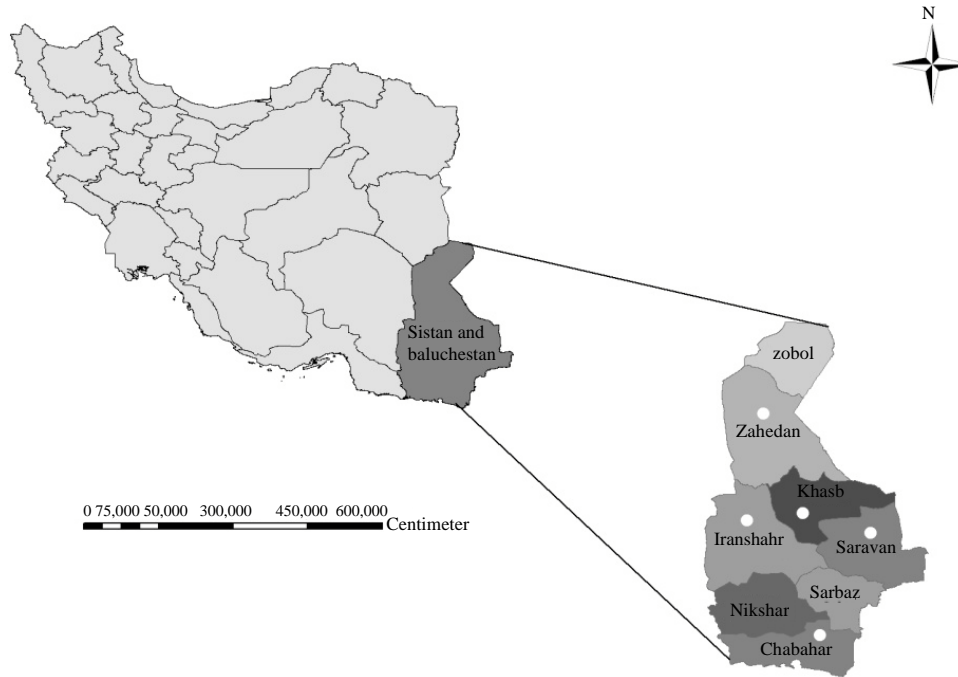 N
Sistan and
baluchestan
zobol
Zahedan
Khasb
0 75,000 50,000 300,000 450,000 600,000
Centimeter
Iranshahr
Saravan
Sarbaz
Nikshar
Chabahar